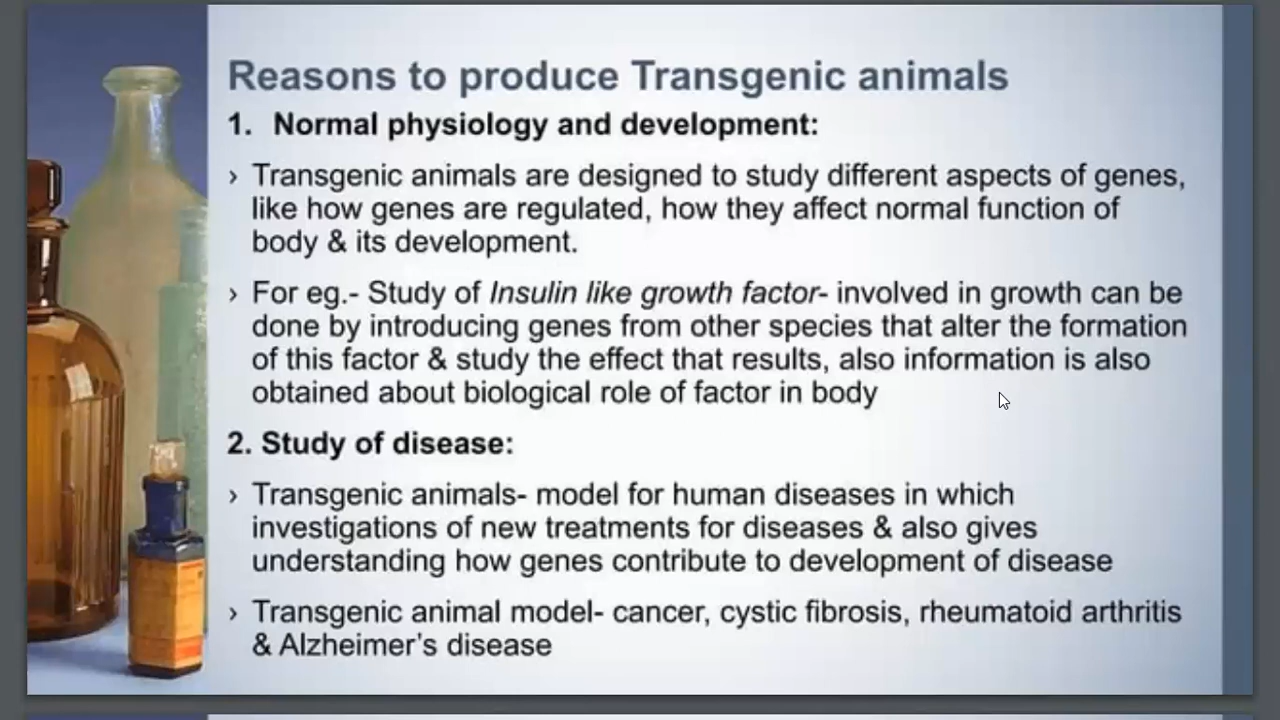 Reasons to produce Transgenic animals
1. Normal physiology and development:
› Transgenic animals are designed to study different aspects of genes,
like how genes are regulated, how they affect normal function of
body & its development.
› For eg.- Study of Insulin like growth factor- involved in growth can be
done by introducing genes from other species that alter the formation
of this factor & study the effect that results, also information is also
obtained about biological role of factor in body
2. Study of disease:
› Transgenic animals- model for human diseases in which
investigations of new treatments for diseases & also gives
understanding how genes contribute to development of disease
› Transgenic animal model- cancer, cystic fibrosis, rheumatoid arthritis
& Alzheimer’s disease